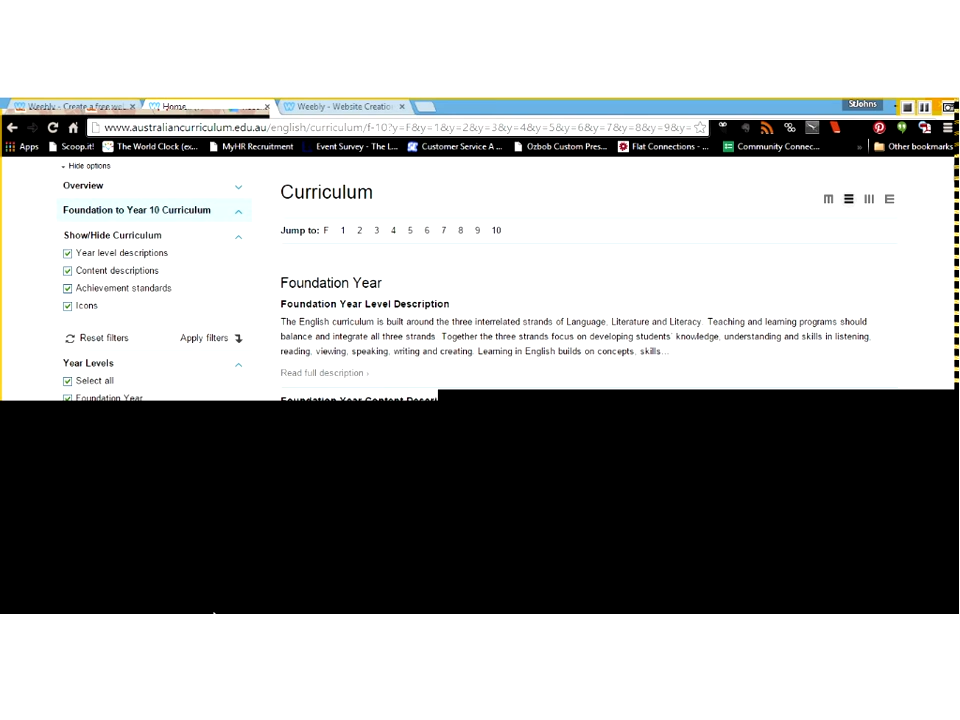 Weebly - Create a free we
Home
Weebly - Website Creation
StJohns
www.australiancurriculum.edu.au/english/curriculum/f-10?y=F&y=1&y=2&y=3&y=4&y=5&y=6&y=7&y=8&y=9&y=
Apps Scoop.it! The World Clock (ex... MyHR Recruitment Event Survey - The L... Customer Service A ... Ozbob Custom Pres... Flat Connections - ... Community Connec... » Other bookmarks
Hide options
Overview
Foundation to Year 10 Curriculum
Show/Hide Curriculum
Year level descriptions
Content descriptions
Achievement standards
Icons
Reset filters Apply filters
Year Levels
Select all
Foundation Year
Curriculum
Jump to: F 1 2 3 4 5 6 7 8 9 10
Foundation Year
Foundation Year Level Description
The English curriculum is built around the three interrelated strands of Language, Literature and Literacy. Teaching and learning programs should
balance and integrate all three strands. Together the three strands focus on developing students' knowledge, understanding and skills in listening,
reading, viewing, speaking, writing and creating. Learning in English builds on concepts, skills...
Read full description ›
Foundation Year Content Descri